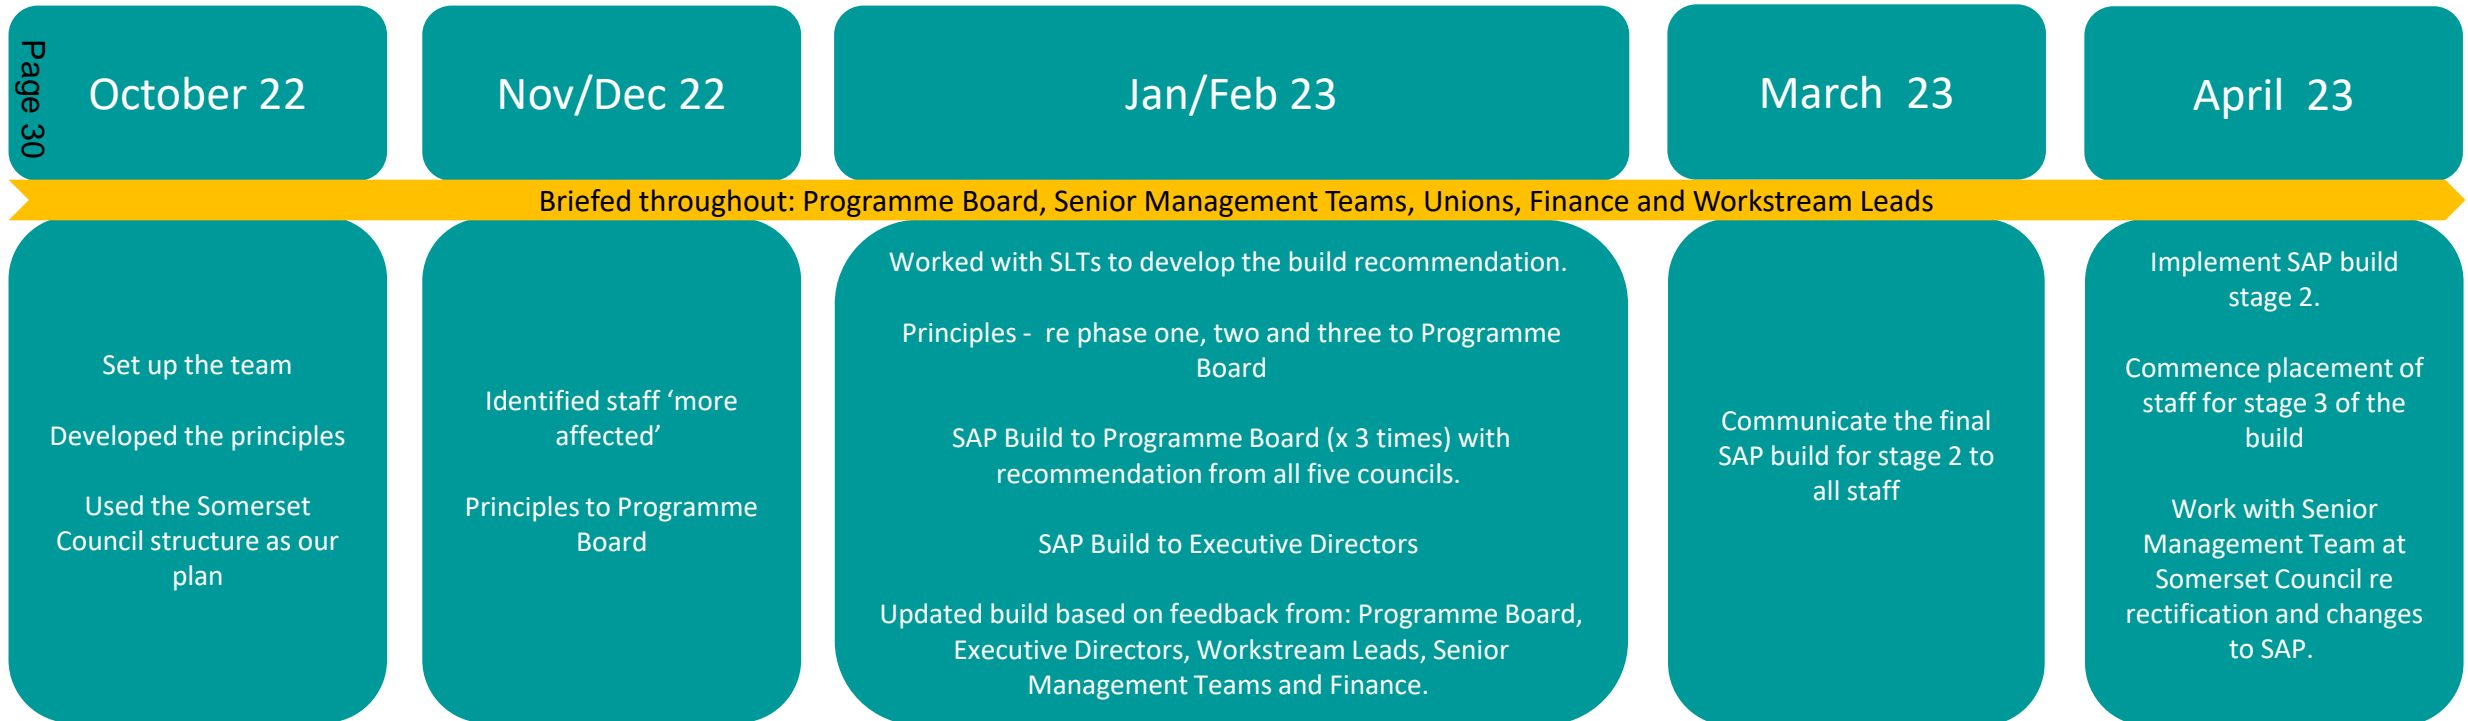 Page 30
October 22
Nov/Dec 22
Jan/Feb 23
March  23
April  23
Briefed throughout: Programme Board, Senior Management Teams, Unions, Finance and Workstream Leads
Set up the team
Developed the principles
Used the Somerset
Council structure as our
plan
Identified staff ‘more
affected’
Principles to Programme
Board
Worked with SLTs to develop the build recommendation.
Principles -  re phase one, two and three to Programme
Board
SAP Build to Programme Board (x 3 times) with
recommendation from all five councils.
SAP Build to Executive Directors
Updated build based on feedback from: Programme Board,
Executive Directors, Workstream Leads, Senior
Management Teams and Finance.
Communicate the final
SAP build for stage 2 to
all staff
Implement SAP build
stage 2.
Commence placement of
staff for stage 3 of the
build
Work with Senior
Management Team at
Somerset Council re
rectification and changes
to SAP.